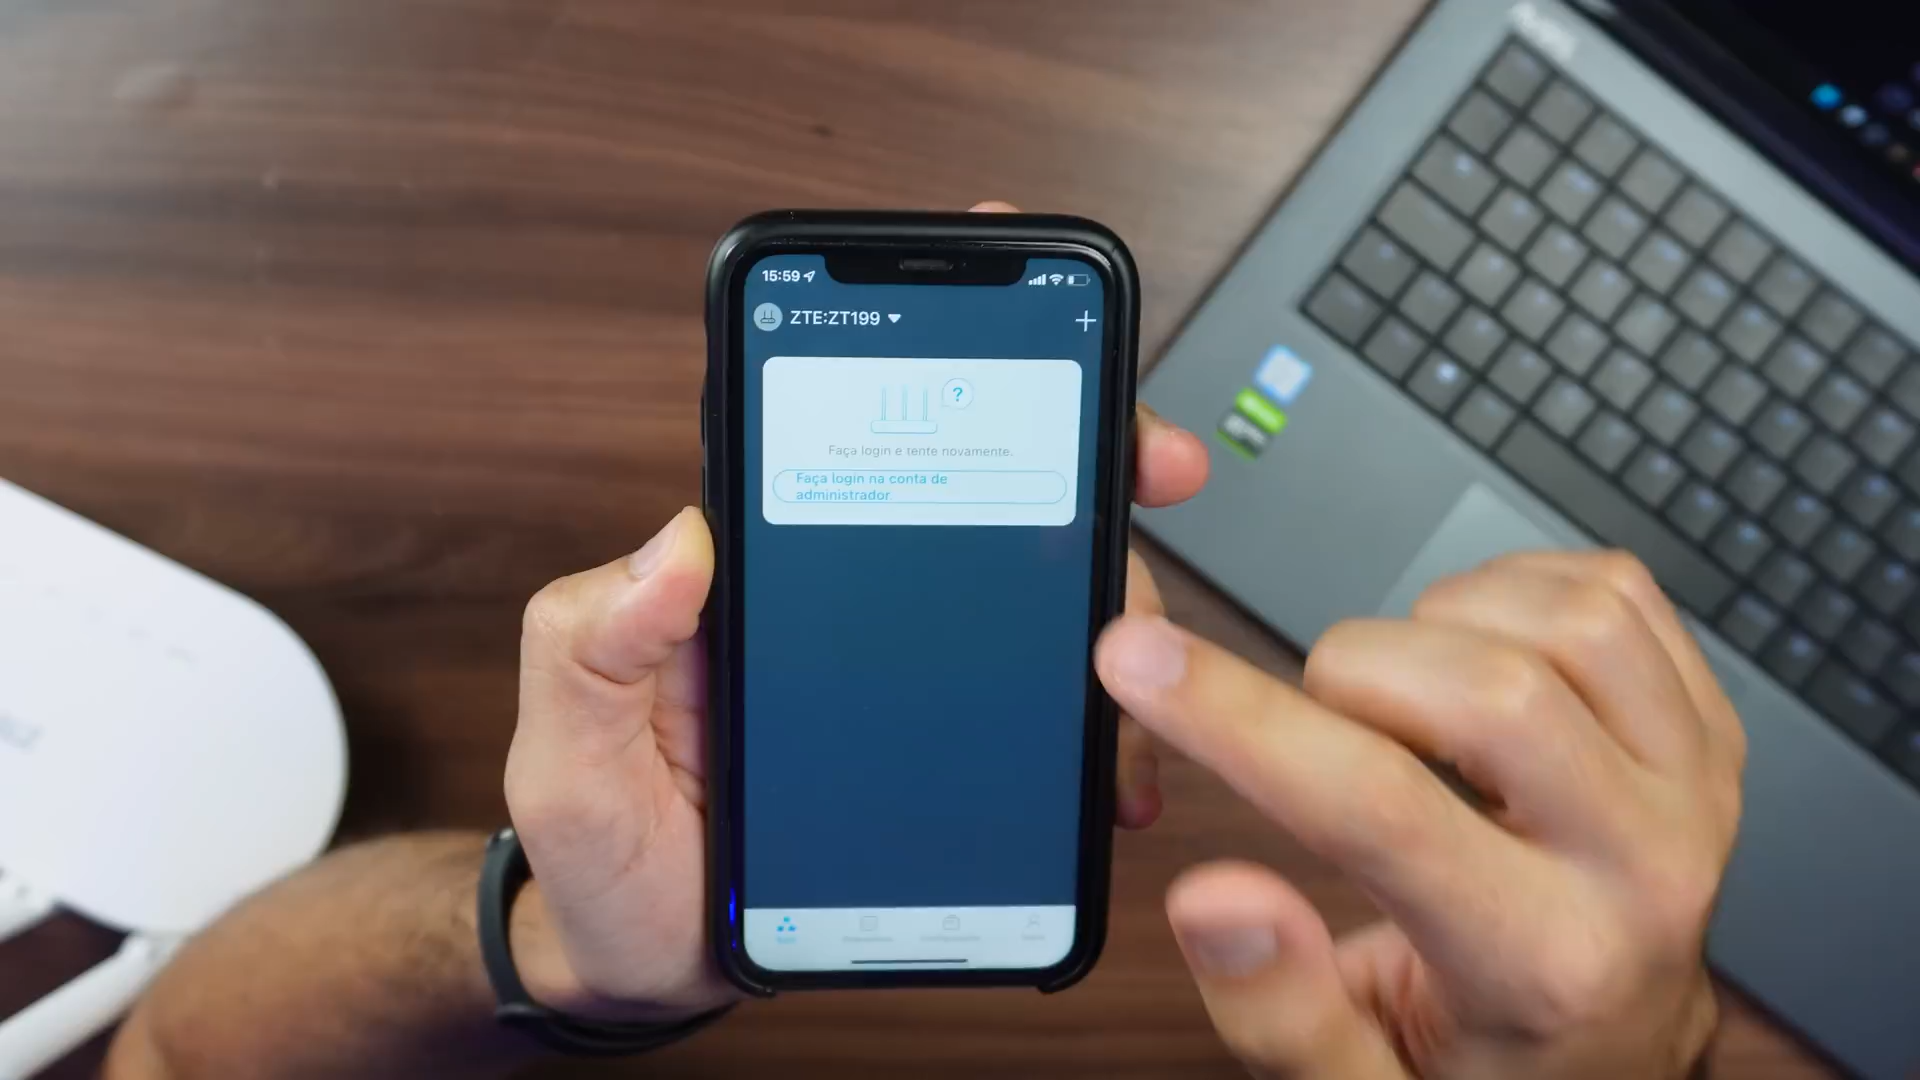 15:59
ZTE:ZT199
?
Faça login e tente novamente.
Faça login na conta de
administrador